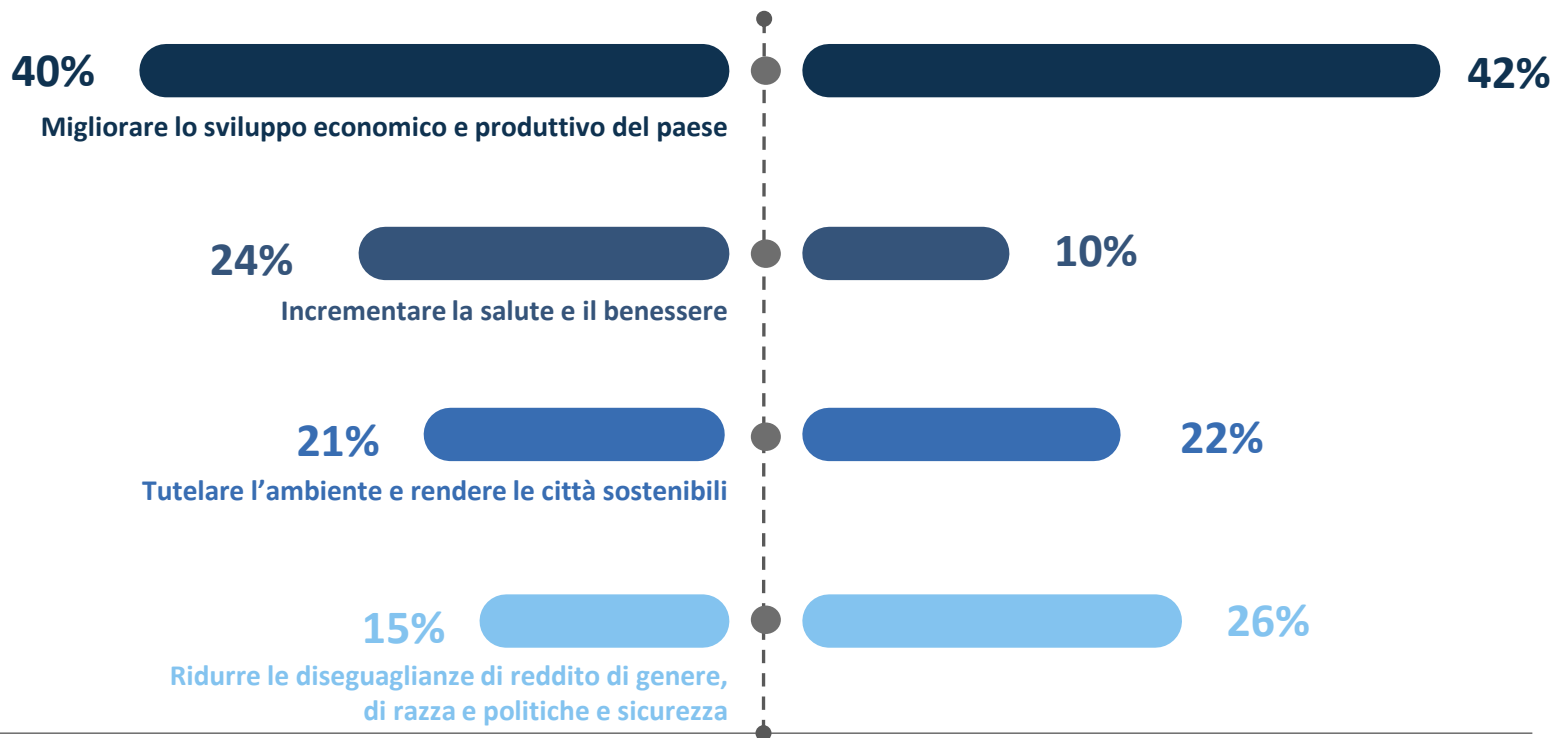 40%
42%
Migliorare lo sviluppo economico e produttivo del paese
24%
10%
Incrementare la salute e il benessere
21%
22%
Tutelare l’ambiente e rendere le città sostenibili
15%
26%
Ridurre le diseguaglianze di reddito di genere,
di razza e politiche e sicurezza